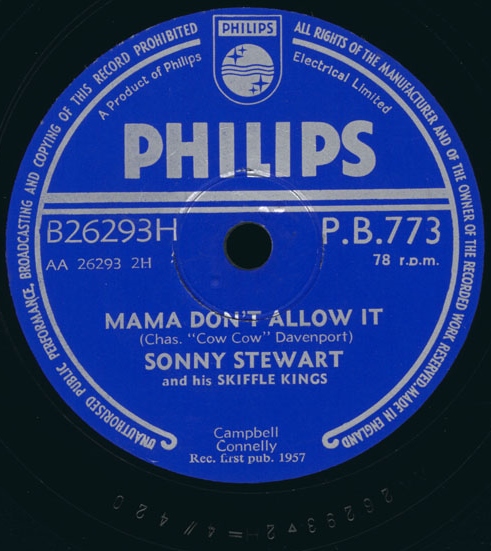 UNAUTHORISED PUBLIC PERFORMANCE, BROADCASTING AND COPYING OF THIS RECORD PROHIBITED
ALL RIGHTS OF THE MANUFACTURER AND OF THE OWNER OF THE RECORDED WORK RESERVED. MADE IN ENGLAND
PHILIPS
A Product of Philips Electrical Limited
PHILIPS
B26293H P.B.773
AA 26293 2H 78 r.p.m.
MAMA DON'T ALLOW IT
(Chas. "Cow Cow" Davenport)
SONNY STEWART
and his SKIFFLE KINGS
Campbell
Connelly
Rec. first pub. 1957